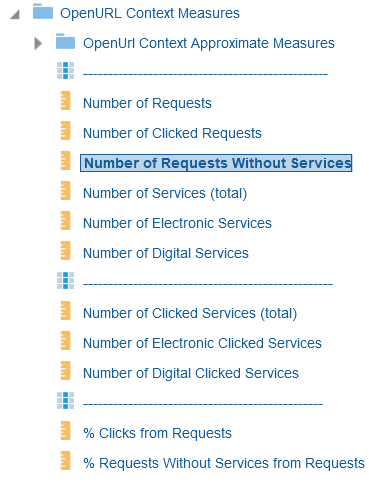 OpenURL Context Measures
OpenUrl Context Approximate Measures
-------------------------------------------------
Number of Requests
Number of Clicked Requests
Number of Requests Without Services
Number of Services (total)
Number of Electronic Services
Number of Digital Services
--------------------------------------------------
Number of Clicked Services (total)
Number of Electronic Clicked Services
Number of Digital Clicked Services
------------------------------------------------
% Clicks from Requests
% Requests Without Services from Requests